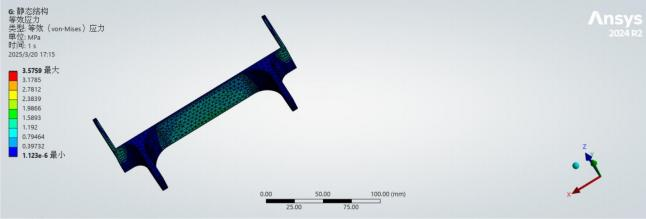 G: 静态结构
等效应力
类型: 等效（von-Mises）应力
单位: MPa
时间: 1 s
2025/3/20 17:15
3.5759 最大
3.1785
2.7812
2.3839
1.9866
1.5893
1.192
0.79464
0.39732
1.123e-6 最小
Ansys
2024 R2
0.00 50.00 100.00 (mm)
25.00 75.00
Z
X